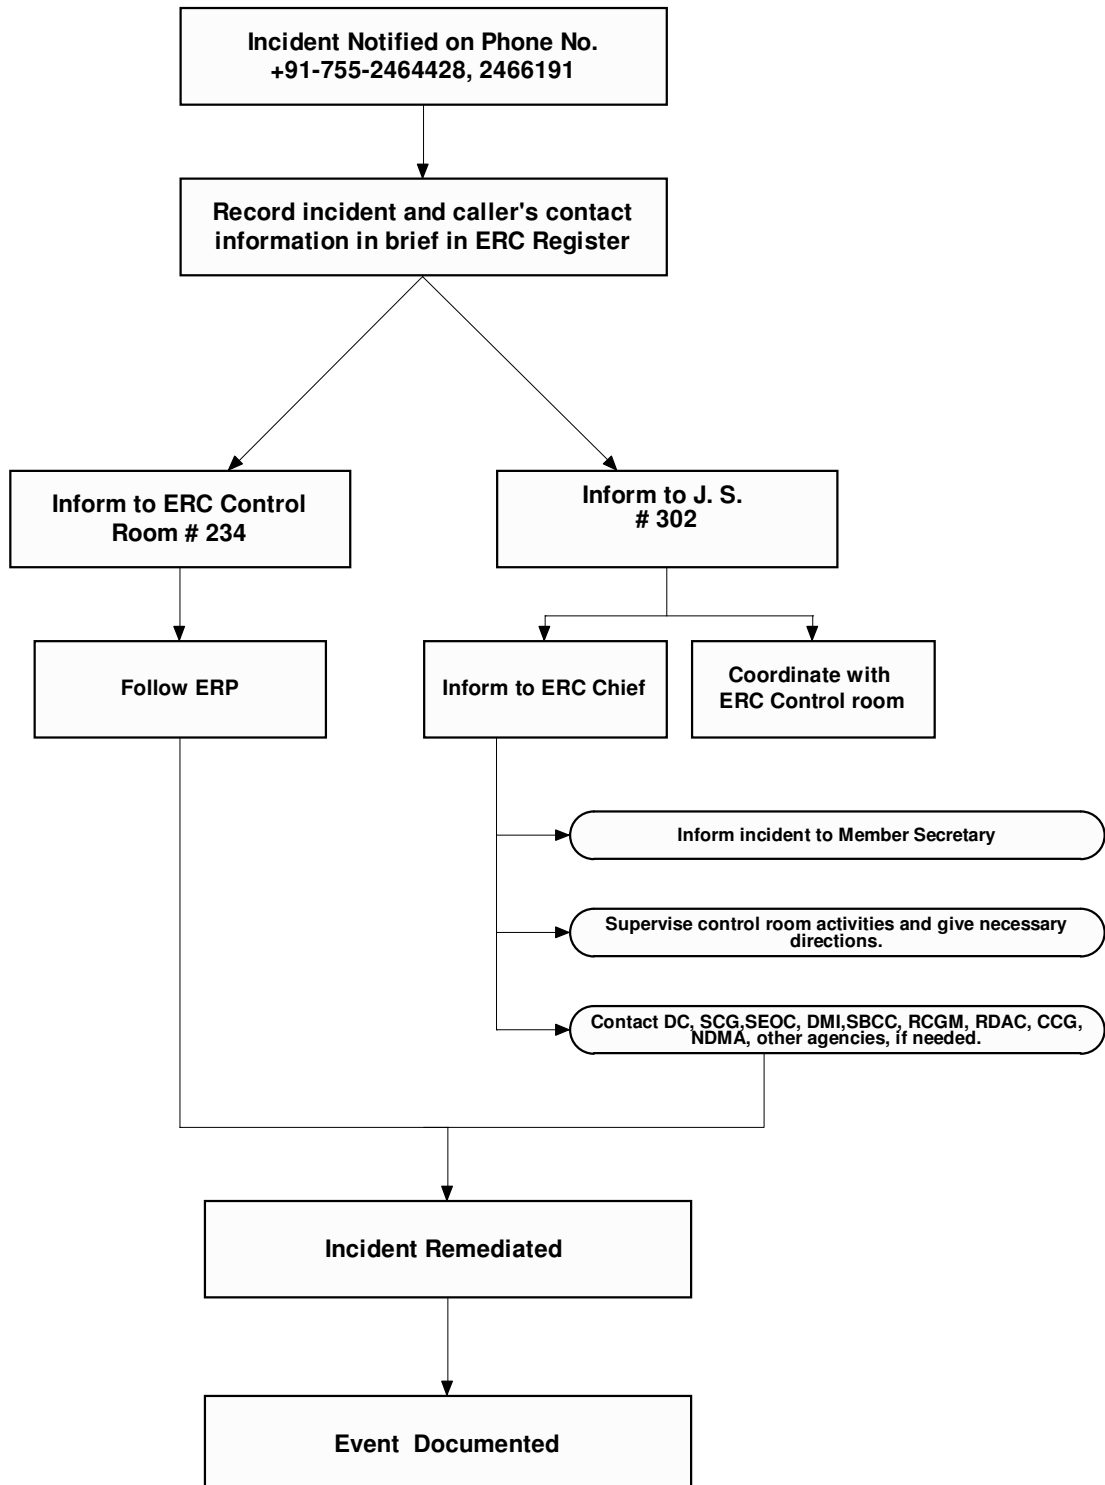 Incident Notified on Phone No.
+91-755-2464428, 2466191
Record incident and caller's contact
information in brief in ERC Register
Inform to ERC Control
Room # 234
Inform to J. S.
# 302
Follow ERP
Inform to ERC Chief
Coordinate with
ERC Control room
Inform incident to Member Secretary
Supervise control room activities and give necessary
directions.
Contact DC, SCG,SEOC, DMI,SBCC, RCGM, RDAC, CCG,
NDMA, other agencies, if needed.
Incident Remediated
Event  Documented